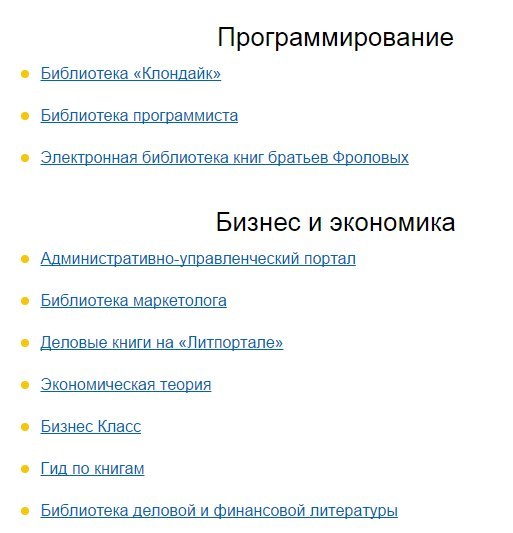 Программирование
Библиотека «Клондайк»
Библиотека программиста
Электронная библиотека книг братьев Фроловых
Бизнес и экономика
Административно-управленческий портал
Библиотека маркетолога
Деловые книги на «Литпортале»
Экономическая теория
Бизнес Класс
Гид по книгам
Библиотека деловой и финансовой литературы